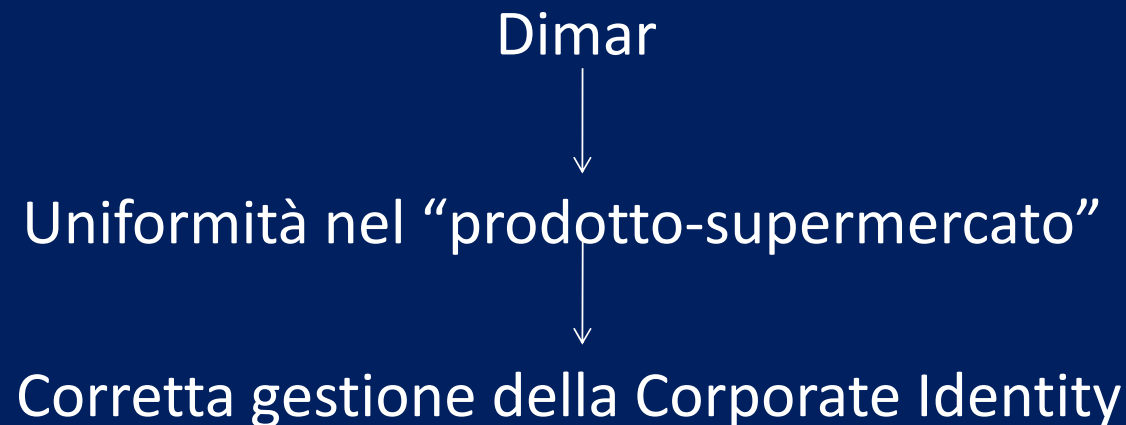 Dimar
Uniformità nel “prodotto-supermercato”
Corretta gestione della Corporate Identity